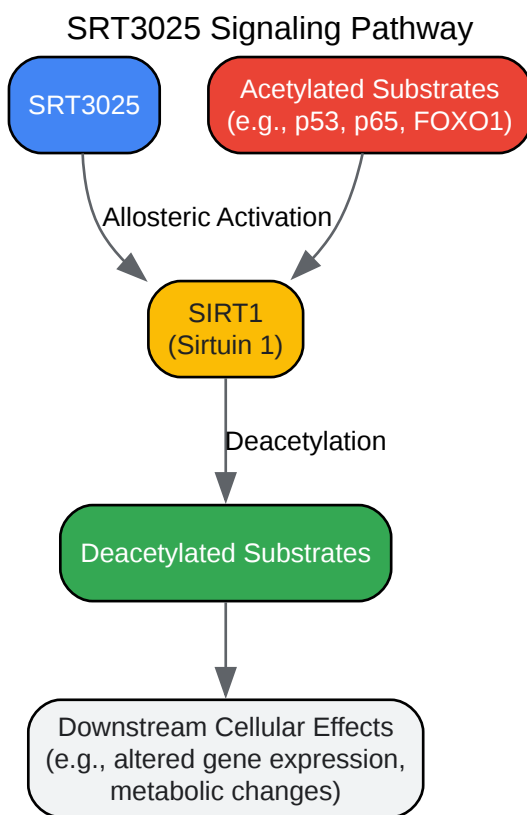 SRT3025 Signaling Pathway
SRT3025
Acetylated Substrates
(e.g., p53, p65, FOXO1)
Allosteric Activation
SIRT1
(Sirtuin 1)
Deacetylation
Deacetylated Substrates
Downstream Cellular Effects
(e.g., altered gene expression,
metabolic changes)